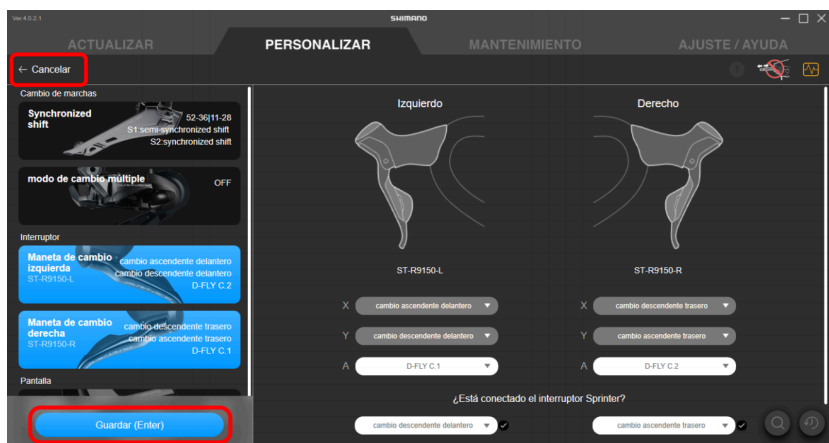 Ver4.0.2.1
SHIMANO
ACTUALIZAR
PERSONALIZAR
MANTENIMIENTO
AJUSTE / AYUDA
← Cancelar
Cambio de marchas
Synchronized
shift
52-36|11-28
S1:semi-synchronized shift
S2:synchronized shift
modo de cambio múltiple
OFF
Interruptor
Maneta de cambio
izquierda
ST-R9150-L
cambio ascendente delantero
cambio descendente delantero
D-FLY C.2
Maneta de cambio
derecha
ST-R9150-R
cambio descendente trasero
cambio ascendente trasero
D-FLY C.1
Pantalla
Guardar (Enter)
Izquierdo
Derecho
ST-R9150-L
ST-R9150-R
X cambio ascendente delantero
X cambio descendente trasero
Y cambio descendente delantero
Y cambio ascendente trasero
A D-FLY C.1
A D-FLY C.2
¿Está conectado el interruptor Sprinter?
cambio descendente delantero
cambio ascendente trasero